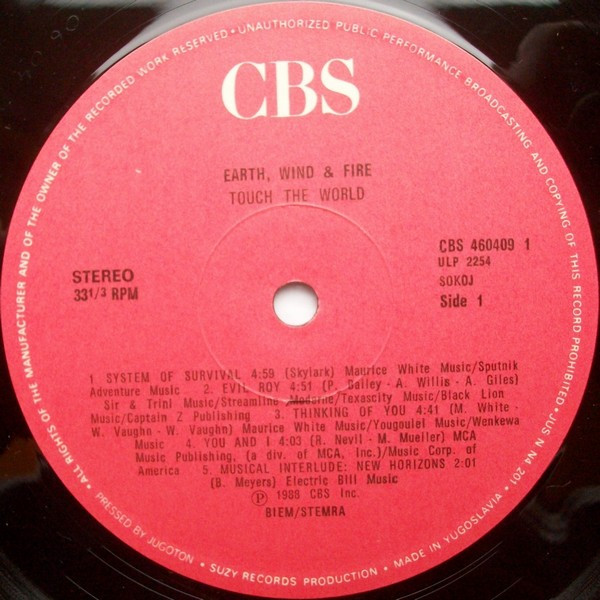 CBS
EARTH, WIND & FIRE
TOUCH THE WORLD
STEREO
33 1/3 RPM
CBS 460409 1
ULP 2254
SOKOJ
Side 1
1 SYSTEM OF SURVIVAL 4:59 (Skylark) Maurice White Music/Sputnik
Adventure Music 2. EVIL ROY 4:51 (P. Bailey - A. Willis - A. Giles)
Sir & Trini Music/Streamline Moderne/Texascity Music/Black Lion
Music/Captain Z Publishing 3. THINKING OF YOU 4:41 (M. White -
W. Vaughn - W. Vaughn) Maurice White Music/Yougoulei Music/Wenkewa
Music 4. YOU AND I 4:03 (R. Nevil - M. Mueller) MCA
Music Publishing, (a div. of MCA, Inc.)/Music Corp. of
America 5. MUSICAL INTERLUDE: NEW HORIZONS 2:01
(B. Meyers) Electric Bill Music
Ⓟ 1988 CBS Inc.
BIEM/STEMRA
• ALL RIGHTS OF THE MANUFACTURER AND OF THE OWNER OF THE RECORDED WORK RESERVED • UNAUTHORIZED PUBLIC PERFORMANCE BROADCASTING AND COPYING OF THIS RECORD PROHIBITED •
JUS N.N8. 201 •
PRESSED BY JUGOTON • SUZY RECORDS PRODUCTION • MADE IN YUGOSLAVIA •